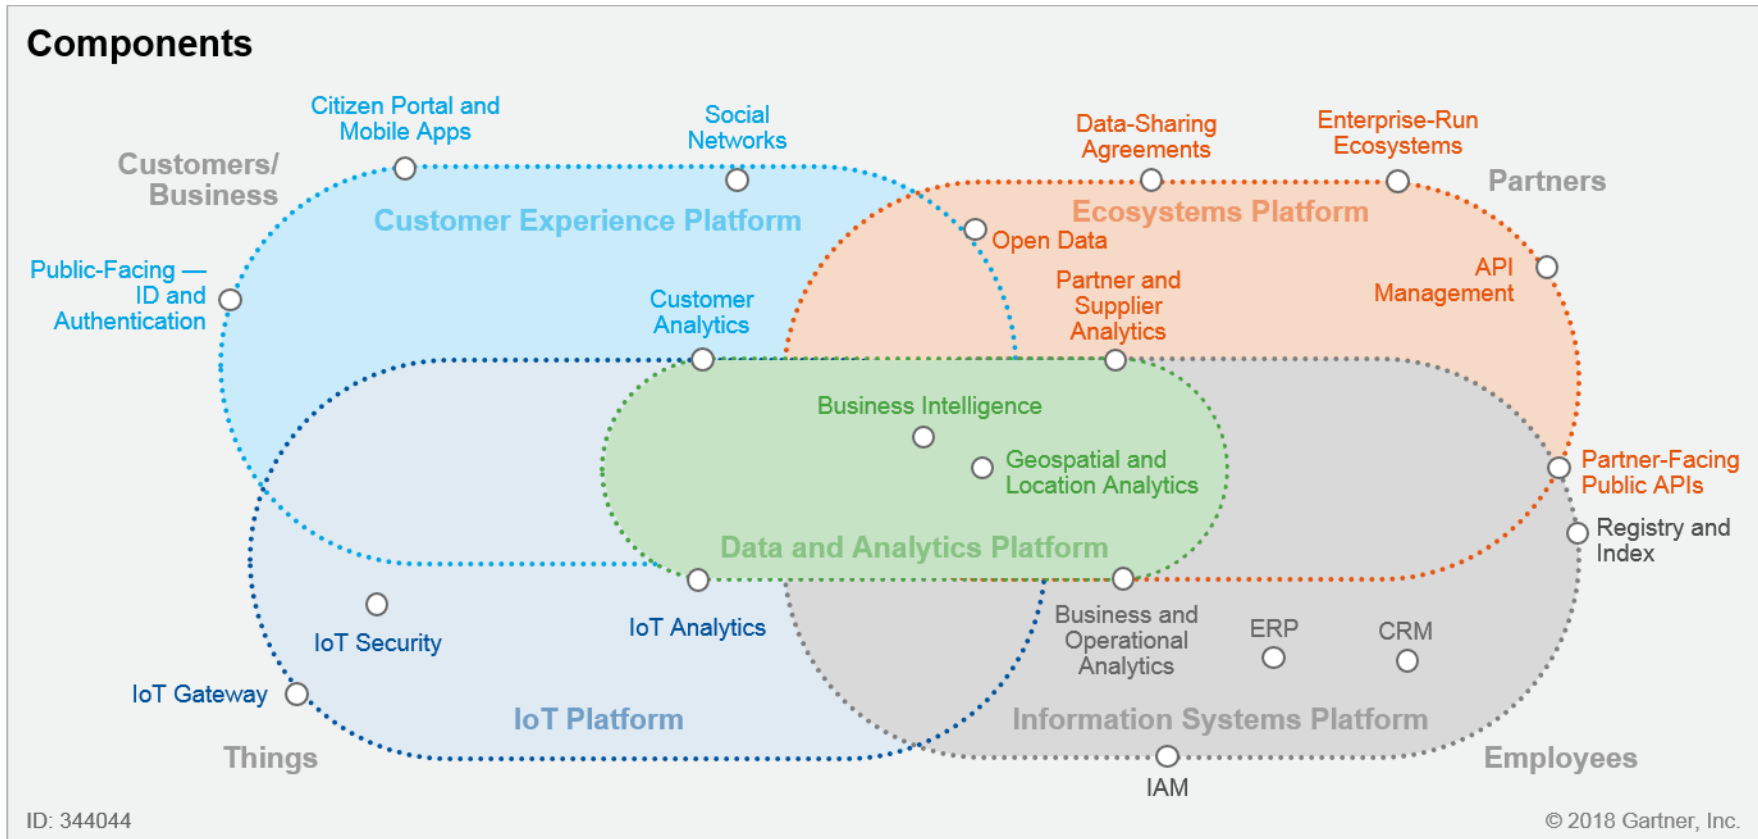 Components
Citizen Portal and
Mobile Apps
Social
Networks
Data-Sharing
Agreements
Enterprise-Run
Ecosystems
Customers/
Business
Partners
Customer Experience Platform
Ecosystems Platform
Open Data
Public-Facing —
ID and
Authentication
API
Management
Customer
Analytics
Partner and
Supplier
Analytics
Business Intelligence
Geospatial and
Location Analytics
Partner-Facing
Public APIs
Registry and
Index
Data and Analytics Platform
IoT Security
IoT Analytics
Business and
Operational
Analytics
ERP
CRM
IoT Gateway
IoT Platform
Information Systems Platform
Things
Employees
IAM
ID: 344044
© 2018 Gartner, Inc.